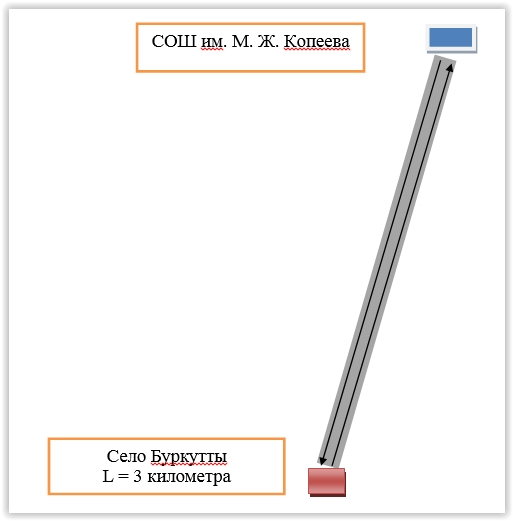 СОШ им. М. Ж. Копеева
Село Буркутты
L = 3 километра